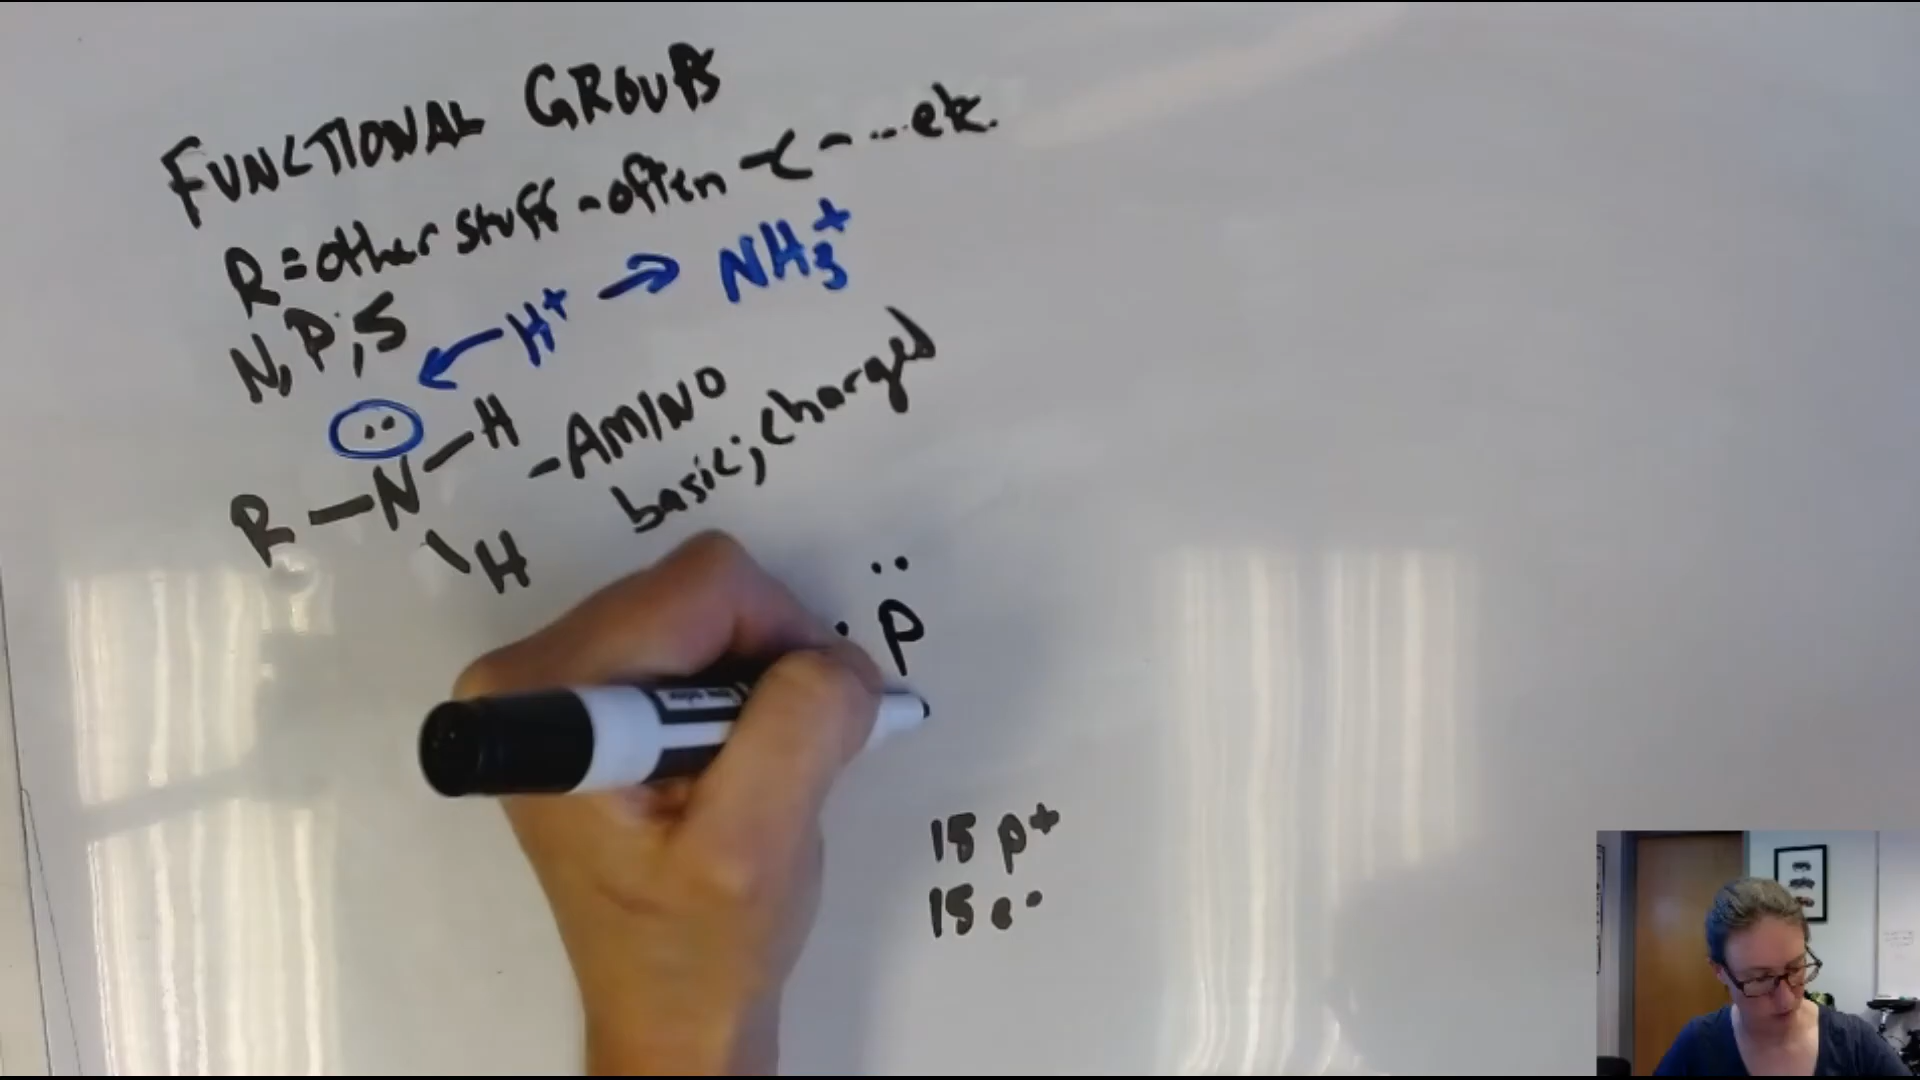 FUNCTIONAL GROUPS
R = other stuff - often -C-...etc.
N, P, S
H+ → NH3+
R-N-H
H
- AMINO
basic; charged
P
15 p+
15 e-